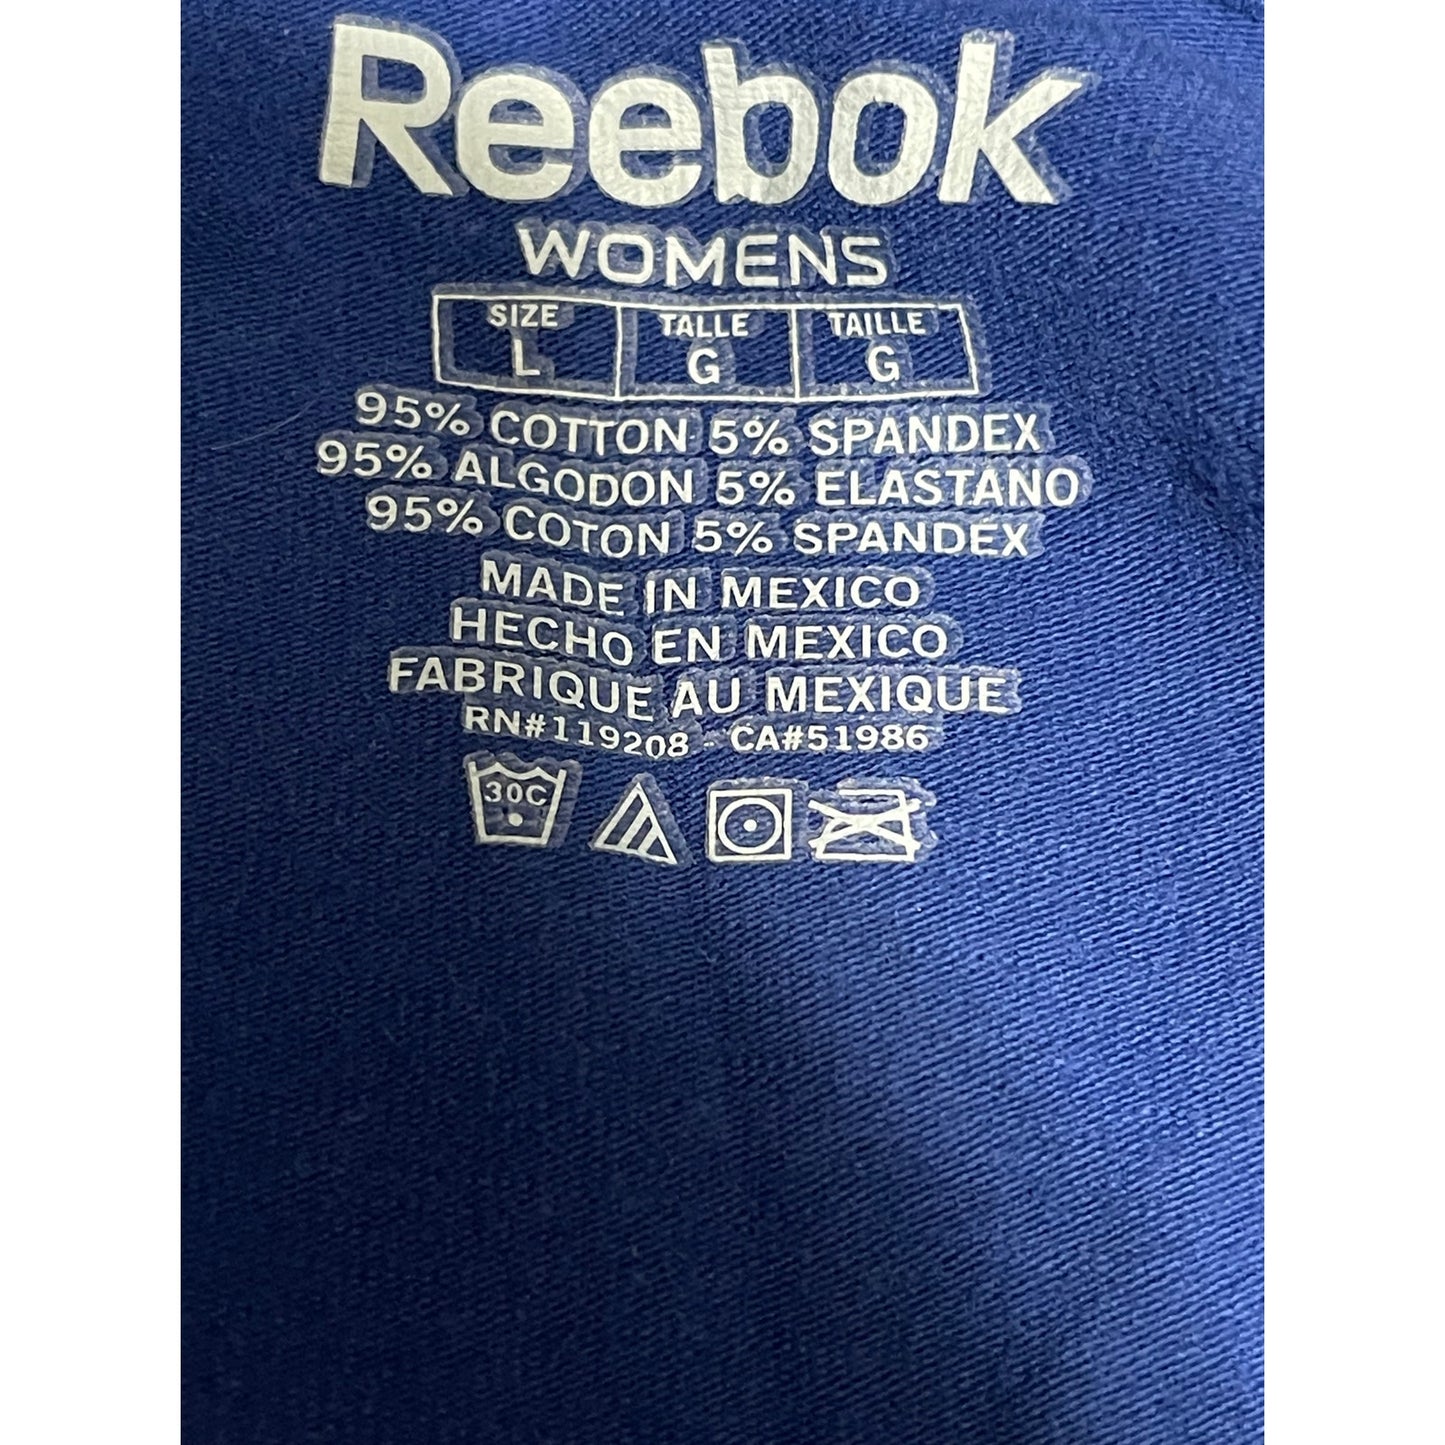 Reebok
WOMENS
SIZE TALLE TAILLE
L G G
95% COTTON 5% SPANDEX
95% ALGODON 5% ELASTANO
95% COTON 5% SPANDEX
MADE IN MEXICO
HECHO EN MEXICO
FABRIQUE AU MEXIQUE
RN#119208 - CA#51986
30C